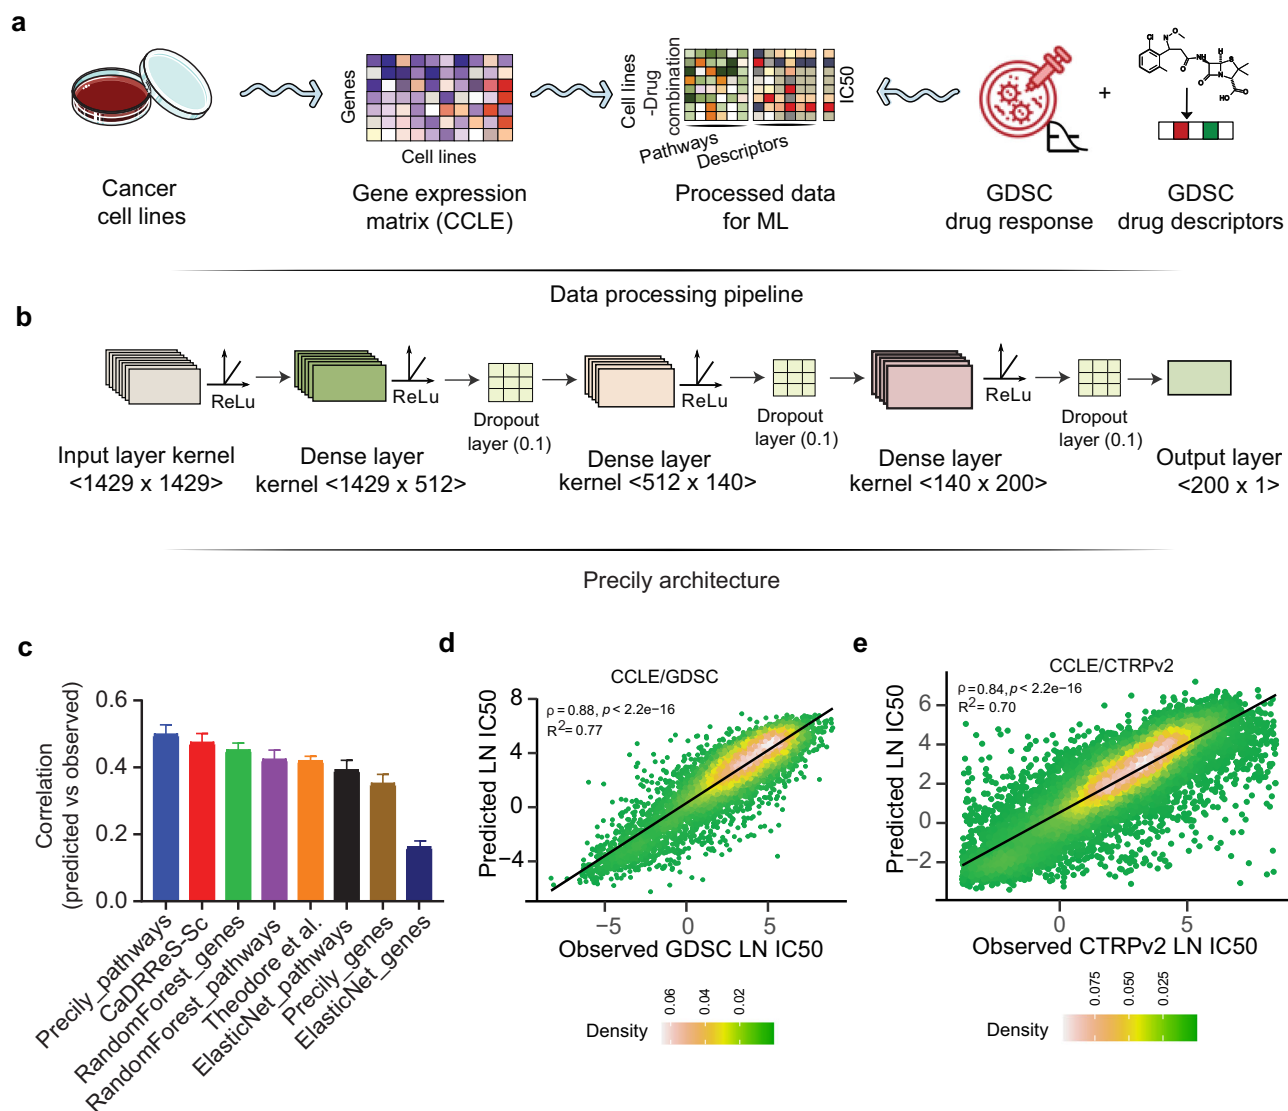 a
Genes
Cell lines
Cell lines
-Drug
combination
Pathways
Descriptors
IC50
+
Cl
N
O
NH
O
H
S
N
O
HO
O
Cancer
cell lines
Gene expression
matrix (CCLE)
Processed data
for ML
GDSC
drug response
GDSC
drug descriptors
Data processing pipeline
b
ReLu
ReLu
Dropout
layer (0.1)
ReLu
Dropout
layer (0.1)
ReLu
Dropout
layer (0.1)
Input layer kernel
<1429 x 1429>
Dense layer
kernel <1429 x 512>
Dense layer
kernel <512 x 140>
Dense layer
kernel <140 x 200>
Output layer
<200 x 1>
Precily architecture
c
Correlation
(predicted vs observed)
0.6
0.4
0.2
0.0
Precily_pathways
CaDRReS-Sc
RandomForest_genes
RandomForest_pathways
Theodore et al.
ElasticNet_pathways
Precily_genes
ElasticNet_genes
d
CCLE/GDSC
ρ=0.88, p< 2.2e−16
R2=0.77
Predicted LN IC50
8
4
0
−4
−5
0
5
Observed GDSC LN IC50
Density
0.06
0.04
0.02
e
CCLE/CTRPv2
ρ=0.84, p< 2.2e−16
R2= 0.70
Predicted LN IC50
6
4
2
0
−2
0
5
Observed CTRPv2 LN IC50
Density
0.075
0.050
0.025